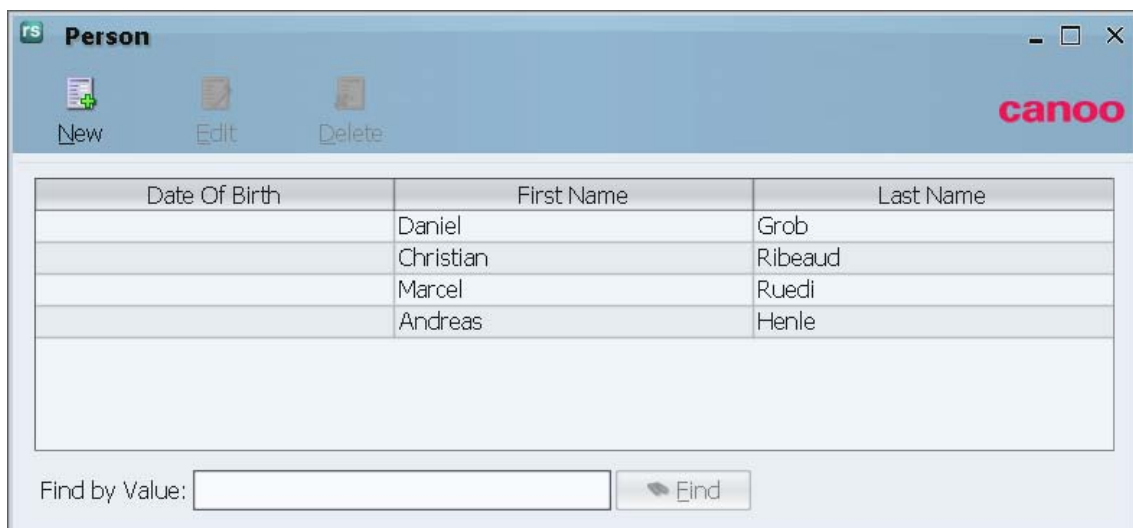 rs Person
New Edit Delete
canoo
Date Of Birth First Name Last Name
Daniel Grob
Christian Ribeaud
Marcel Ruedi
Andreas Henle
Find by Value: Find